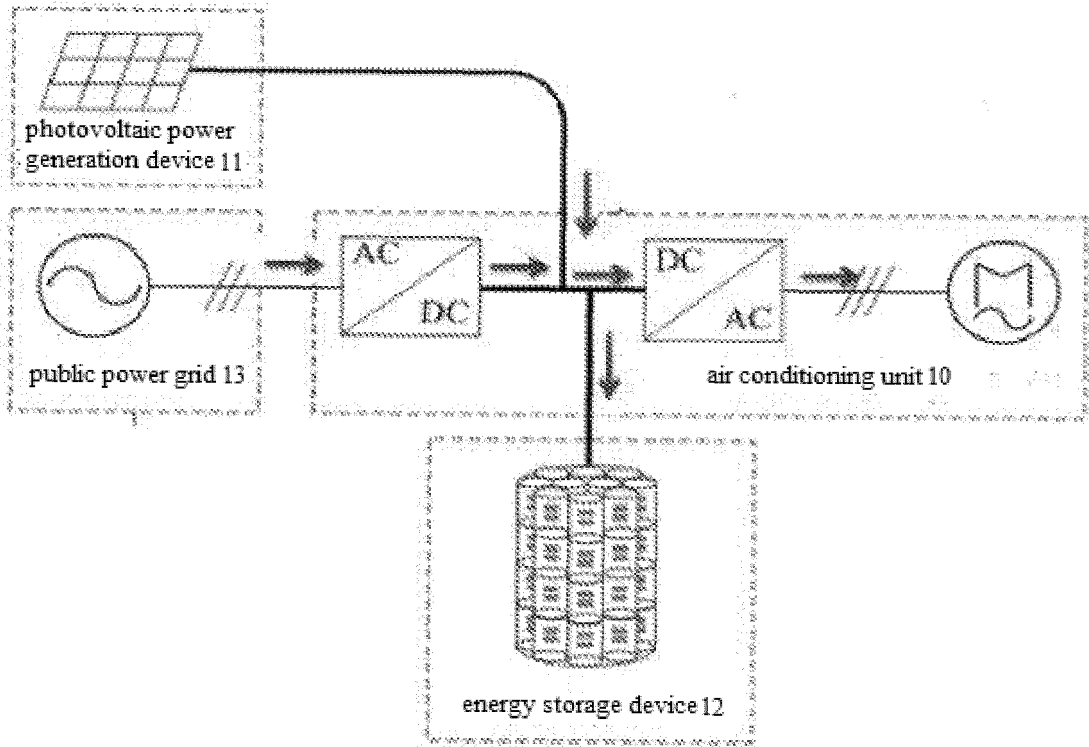 photovoltaic power
generation device 11
AC
DC
DC
AC
public power grid 13
air conditioning unit 10
energy storage device 12